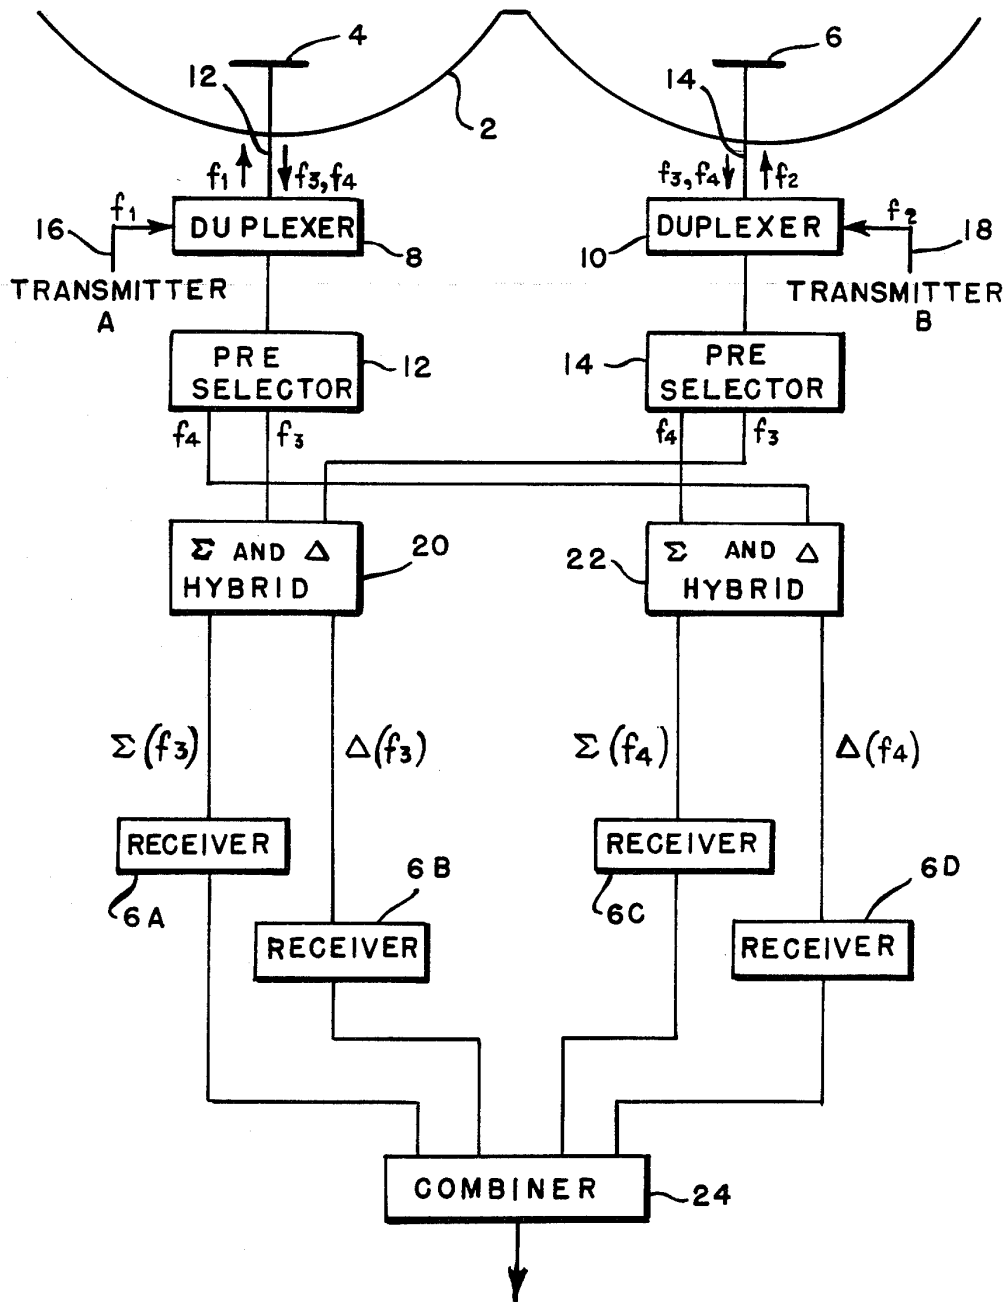 4
6
12
14
2
f1
f3, f4
f3, f4
f2
f1
f2
16
DUPLEXER
DUPLEXER
18
8
10
TRANSMITTER
A
TRANSMITTER
B
PRE
SELECTOR
12
14
PRE
SELECTOR
f4
f3
f4
f3
Σ AND Δ
HYBRID
20
22
Σ AND Δ
HYBRID
Σ(f3)
Δ(f3)
Σ(f4)
Δ(f4)
RECEIVER
RECEIVER
6A
6B
6C
6D
RECEIVER
RECEIVER
COMBINER
24